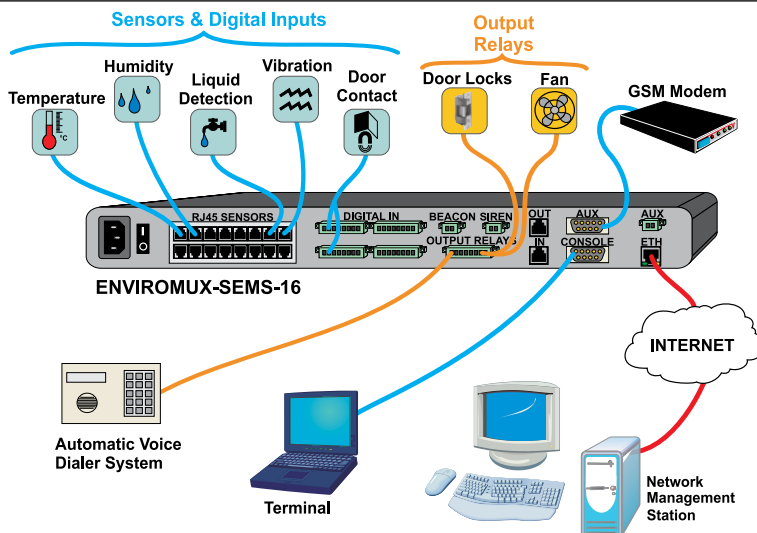 Sensors & Digital Inputs
Output
Relays
Temperature
Humidity
Liquid
Detection
Vibration
Door
Contact
Door Locks
Fan
GSM Modem
°C
RJ45 SENSORS
DIGITAL IN
BEACON SIREN
OUT
AUX
AUX
OUTPUT RELAYS
IN
CONSOLE
ETH
I
O
ENVIROMUX-SEMS-16
INTERNET
Automatic Voice
Dialer System
Terminal
Network
Management
Station